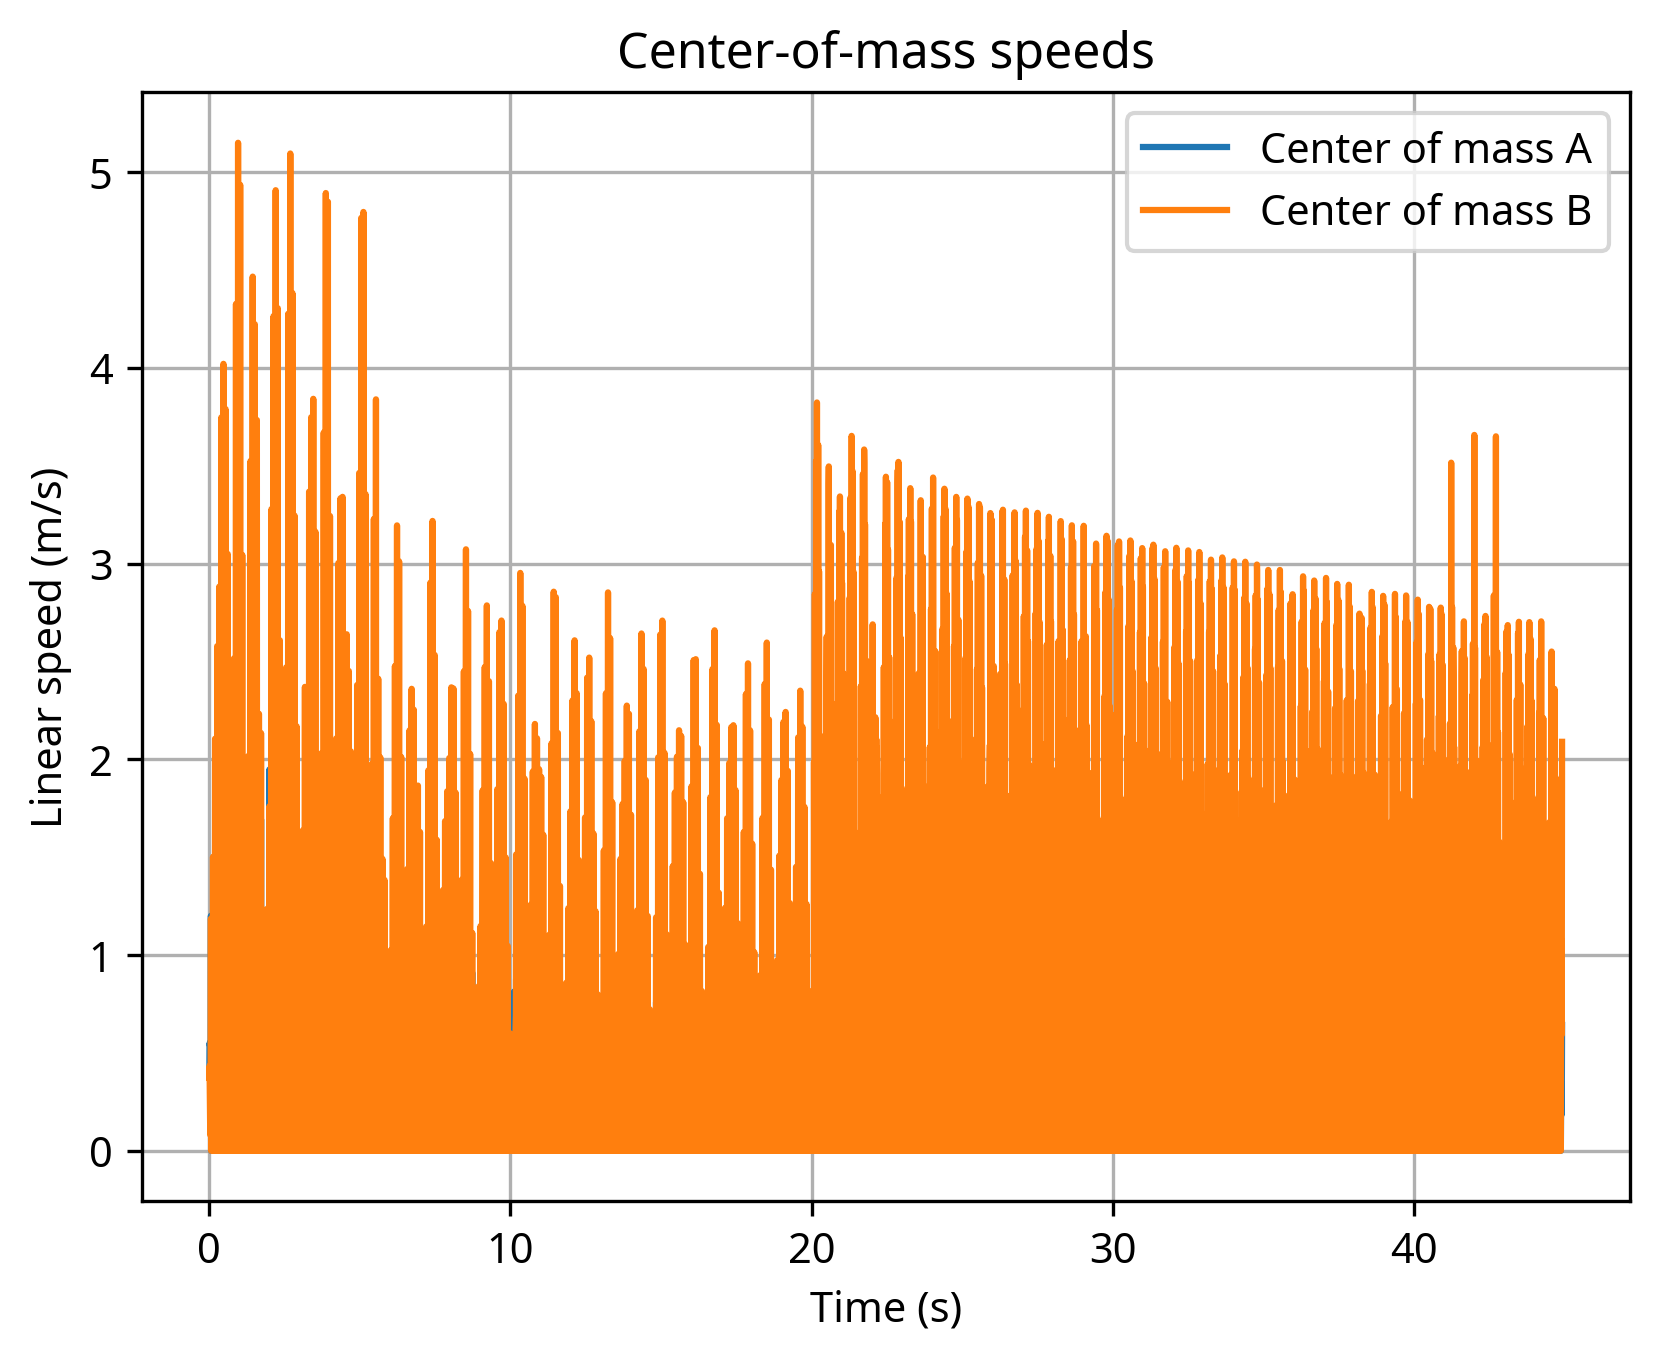 Center-of-mass speeds
Center of mass A
Center of mass B
Linear speed (m/s)
5
4
3
2
1
0
0 10 20 30 40
Time (s)